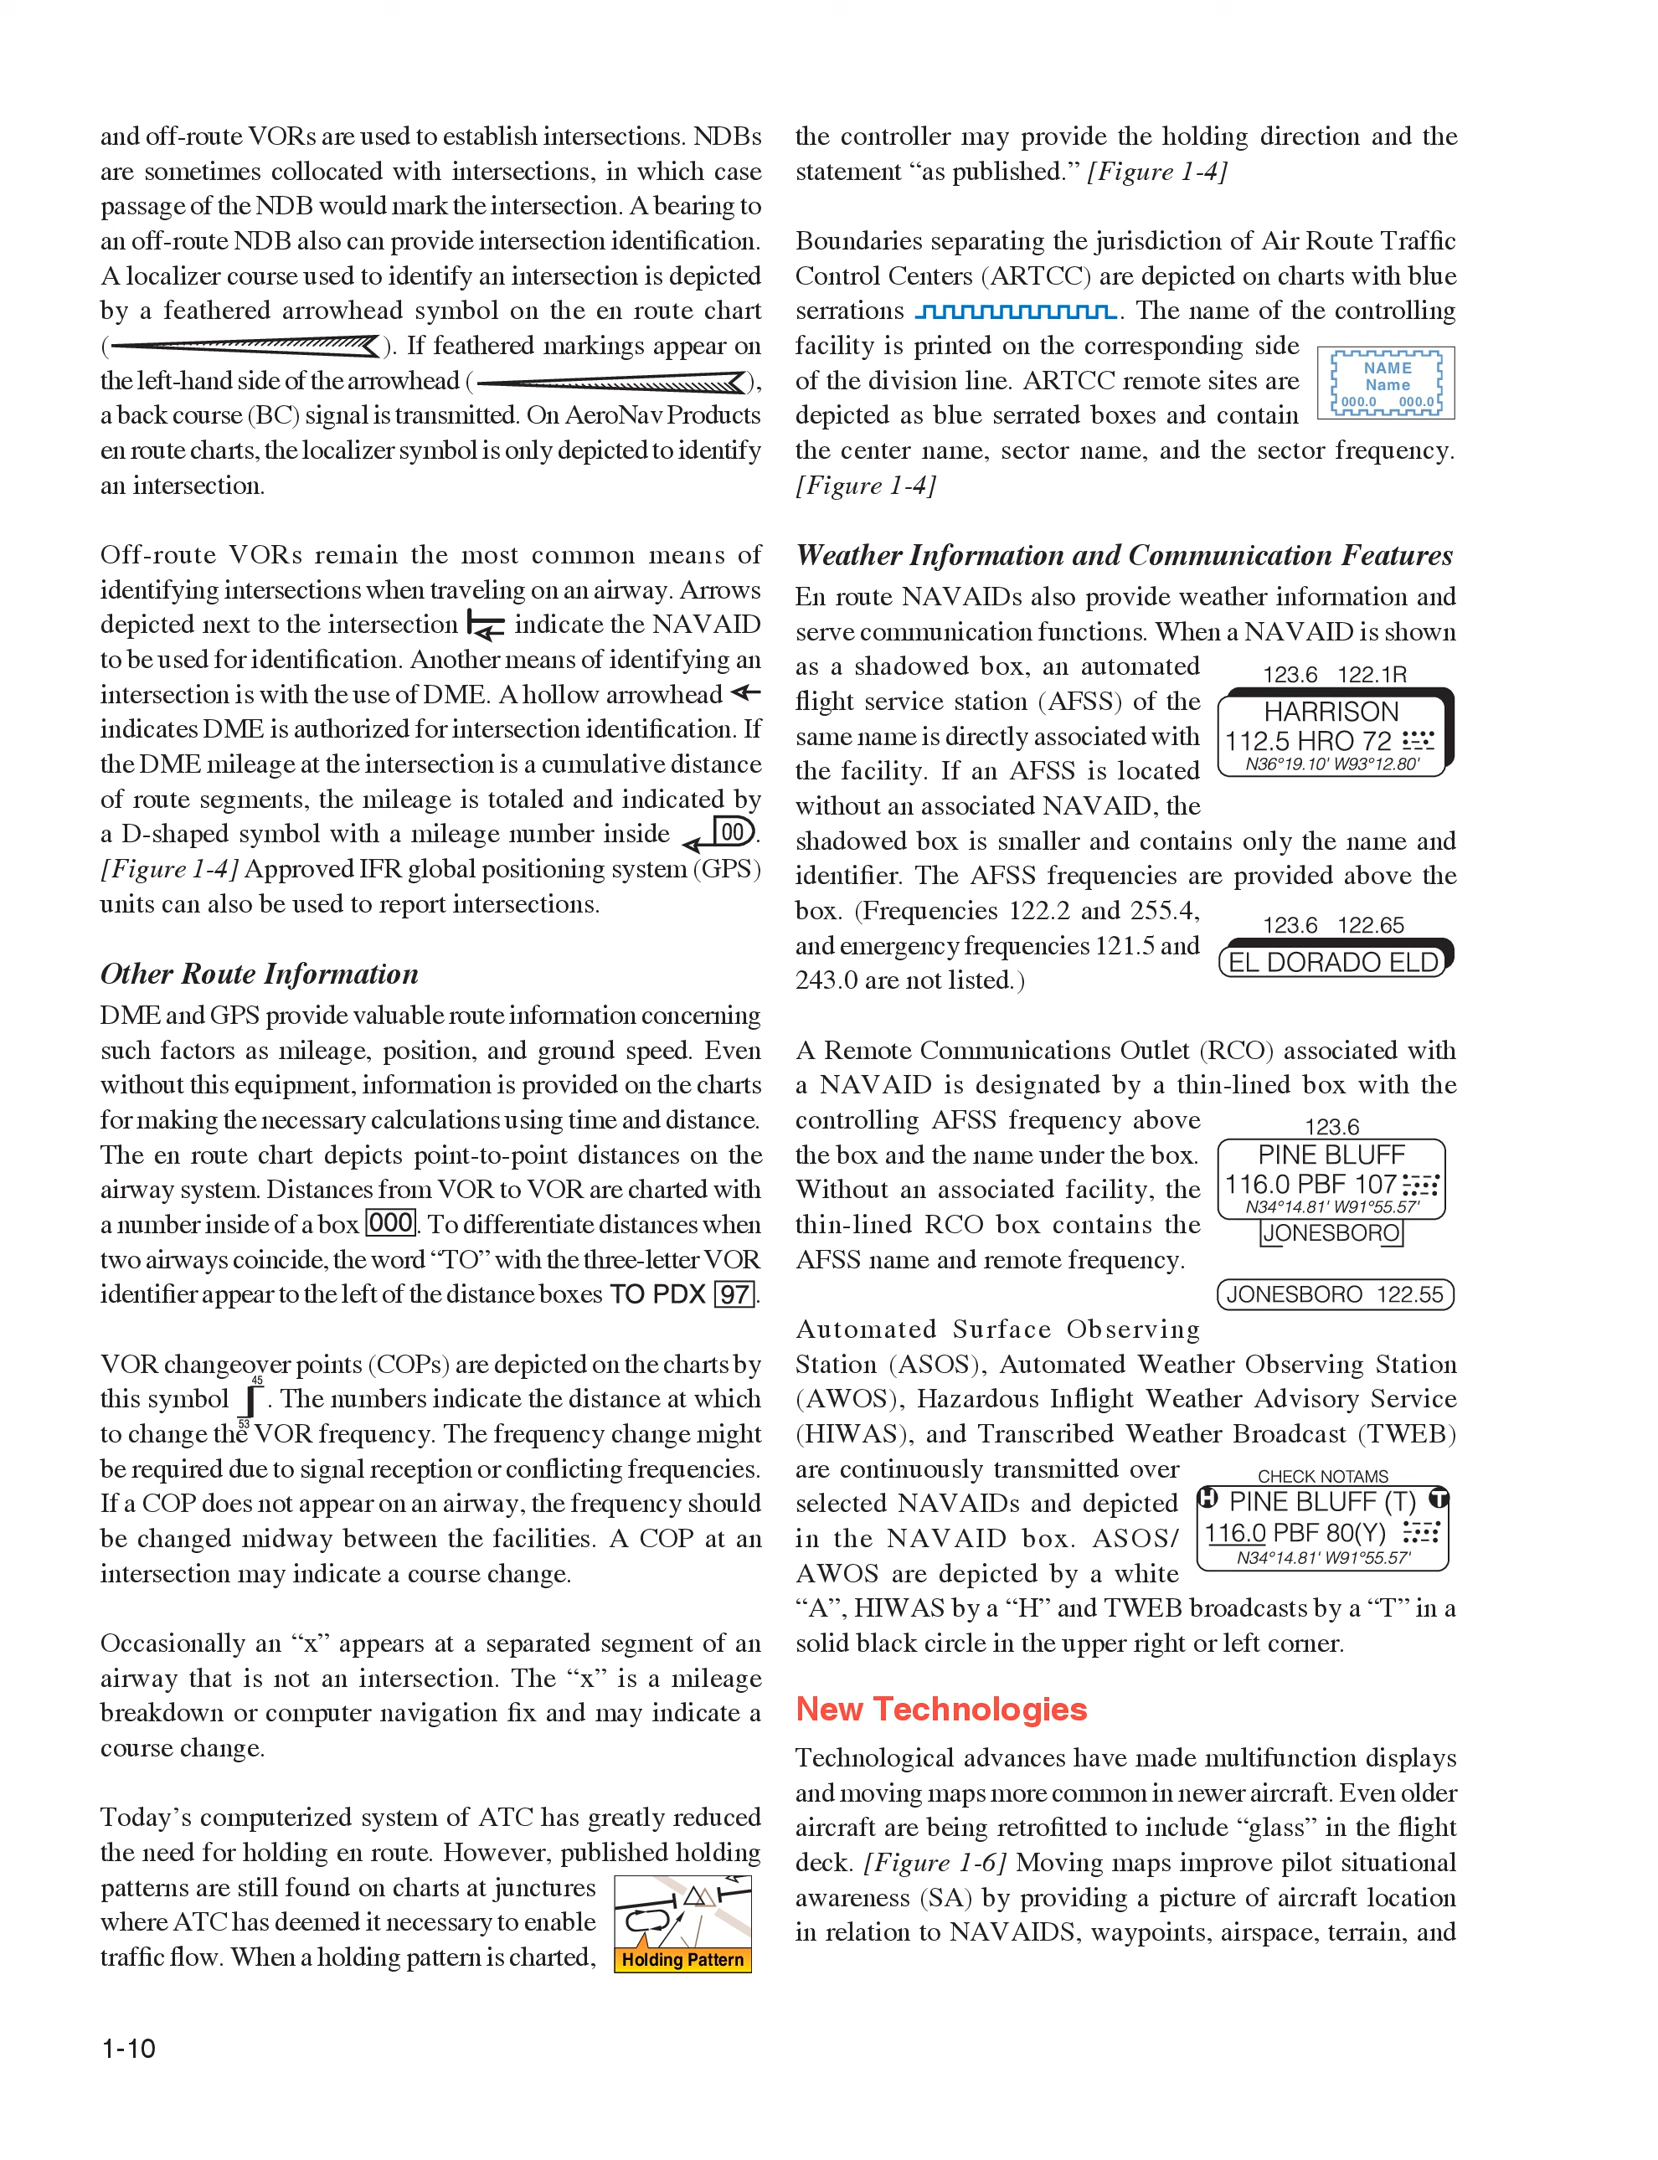 and off-route VORs are used to establish intersections. NDBs
are sometimes collocated with intersections, in which case
passage of the NDB would mark the intersection. A bearing to
an off-route NDB also can provide intersection identification.
A localizer course used to identify an intersection is depicted
by a feathered arrowhead symbol on the en route chart
( ). If feathered markings appear on
the left-hand side of the arrowhead ( ),
a back course (BC) signal is transmitted. On AeroNav Products
en route charts, the localizer symbol is only depicted to identify
an intersection.
Off-route VORs remain the most common means of
identifying intersections when traveling on an airway. Arrows
depicted next to the intersection indicate the NAVAID
to be used for identification. Another means of identifying an
intersection is with the use of DME. A hollow arrowhead
indicates DME is authorized for intersection identification. If
the DME mileage at the intersection is a cumulative distance
of route segments, the mileage is totaled and indicated by
a D-shaped symbol with a mileage number inside 00.
[Figure 1-4] Approved IFR global positioning system (GPS)
units can also be used to report intersections.
Other Route Information
DME and GPS provide valuable route information concerning
such factors as mileage, position, and ground speed. Even
without this equipment, information is provided on the charts
for making the necessary calculations using time and distance.
The en route chart depicts point-to-point distances on the
airway system. Distances from VOR to VOR are charted with
a number inside of a box 000. To differentiate distances when
two airways coincide, the word “TO” with the three-letter VOR
identifier appear to the left of the distance boxes TO PDX 97.
VOR changeover points (COPs) are depicted on the charts by
45
this symbol . The numbers indicate the distance at which
53
to change the VOR frequency. The frequency change might
be required due to signal reception or conflicting frequencies.
If a COP does not appear on an airway, the frequency should
be changed midway between the facilities. A COP at an
intersection may indicate a course change.
Occasionally an “x” appears at a separated segment of an
airway that is not an intersection. The “x” is a mileage
breakdown or computer navigation fix and may indicate a
course change.
Today’s computerized system of ATC has greatly reduced
the need for holding en route. However, published holding
patterns are still found on charts at junctures
where ATC has deemed it necessary to enable
traffic flow. When a holding pattern is charted,
Holding Pattern
the controller may provide the holding direction and the
statement “as published.” [Figure 1-4]
Boundaries separating the jurisdiction of Air Route Traffic
Control Centers (ARTCC) are depicted on charts with blue
serrations . The name of the controlling
facility is printed on the corresponding side
of the division line. ARTCC remote sites are
depicted as blue serrated boxes and contain
NAME
Name
000.0 000.0
the center name, sector name, and the sector frequency.
[Figure 1-4]
Weather Information and Communication Features
En route NAVAIDs also provide weather information and
serve communication functions. When a NAVAID is shown
as a shadowed box, an automated
flight service station (AFSS) of the
same name is directly associated with
the facility. If an AFSS is located
without an associated NAVAID, the
123.6 122.1R
HARRISON
112.5 HRO 72
N36°19.10' W93°12.80'
shadowed box is smaller and contains only the name and
identifier. The AFSS frequencies are provided above the
box. (Frequencies 122.2 and 255.4,
and emergency frequencies 121.5 and
243.0 are not listed.)
123.6 122.65
EL DORADO ELD
A Remote Communications Outlet (RCO) associated with
a NAVAID is designated by a thin-lined box with the
controlling AFSS frequency above
the box and the name under the box.
Without an associated facility, the
thin-lined RCO box contains the
AFSS name and remote frequency.
123.6
PINE BLUFF
116.0 PBF 107
N34°14.81' W91°55.57'
JONESBORO
JONESBORO 122.55
Automated Surface Observing
Station (ASOS), Automated Weather Observing Station
(AWOS), Hazardous Inflight Weather Advisory Service
(HIWAS), and Transcribed Weather Broadcast (TWEB)
are continuously transmitted over
selected NAVAIDs and depicted
in the NAVAID box. ASOS/
AWOS are depicted by a white
CHECK NOTAMS
H PINE BLUFF (T) T
116.0 PBF 80(Y)
N34°14.81' W91°55.57'
“A”, HIWAS by a “H” and TWEB broadcasts by a “T” in a
solid black circle in the upper right or left corner.
New Technologies
Technological advances have made multifunction displays
and moving maps more common in newer aircraft. Even older
aircraft are being retrofitted to include “glass” in the flight
deck. [Figure 1-6] Moving maps improve pilot situational
awareness (SA) by providing a picture of aircraft location
in relation to NAVAIDS, waypoints, airspace, terrain, and
1-10